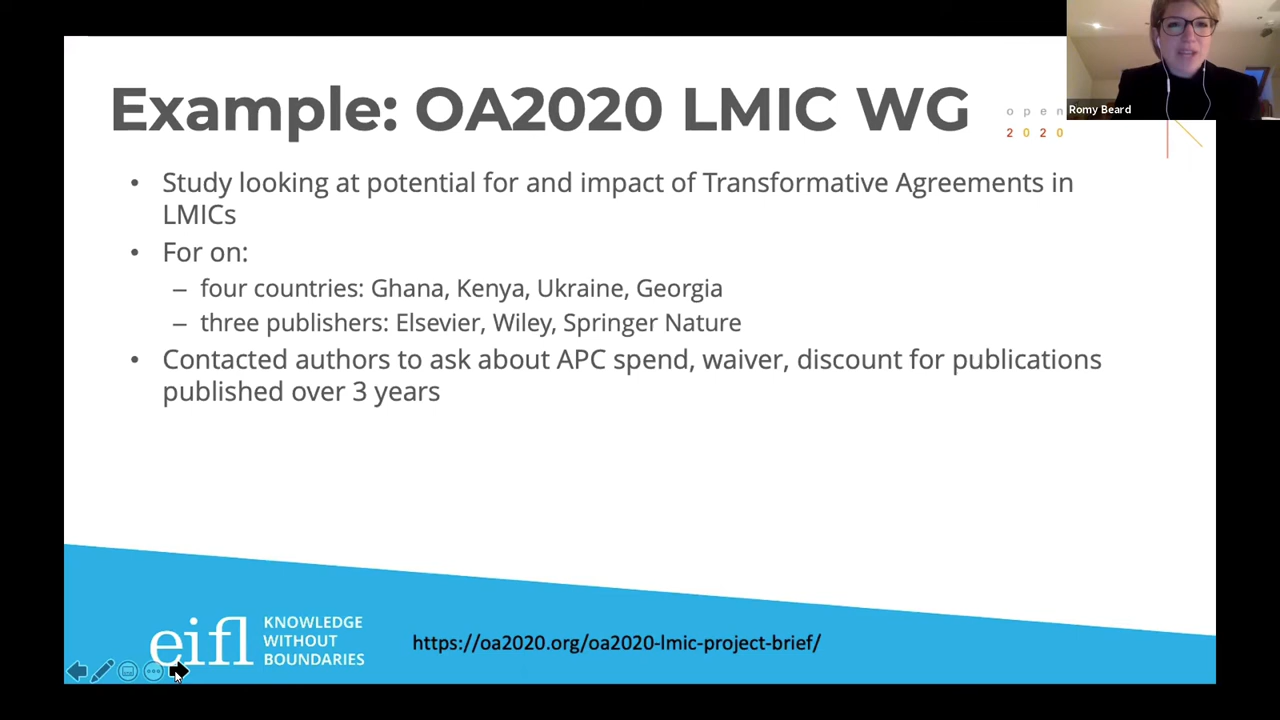 Example: OA2020 LMIC WG
open
2020
Romy Beard
• Study looking at potential for and impact of Transformative Agreements in
LMICs
• For on:
– four countries: Ghana, Kenya, Ukraine, Georgia
– three publishers: Elsevier, Wiley, Springer Nature
• Contacted authors to ask about APC spend, waiver, discount for publications
published over 3 years
eifl
KNOWLEDGE
WITHOUT
BOUNDARIES
https://oa2020.org/oa2020-lmic-project-brief/